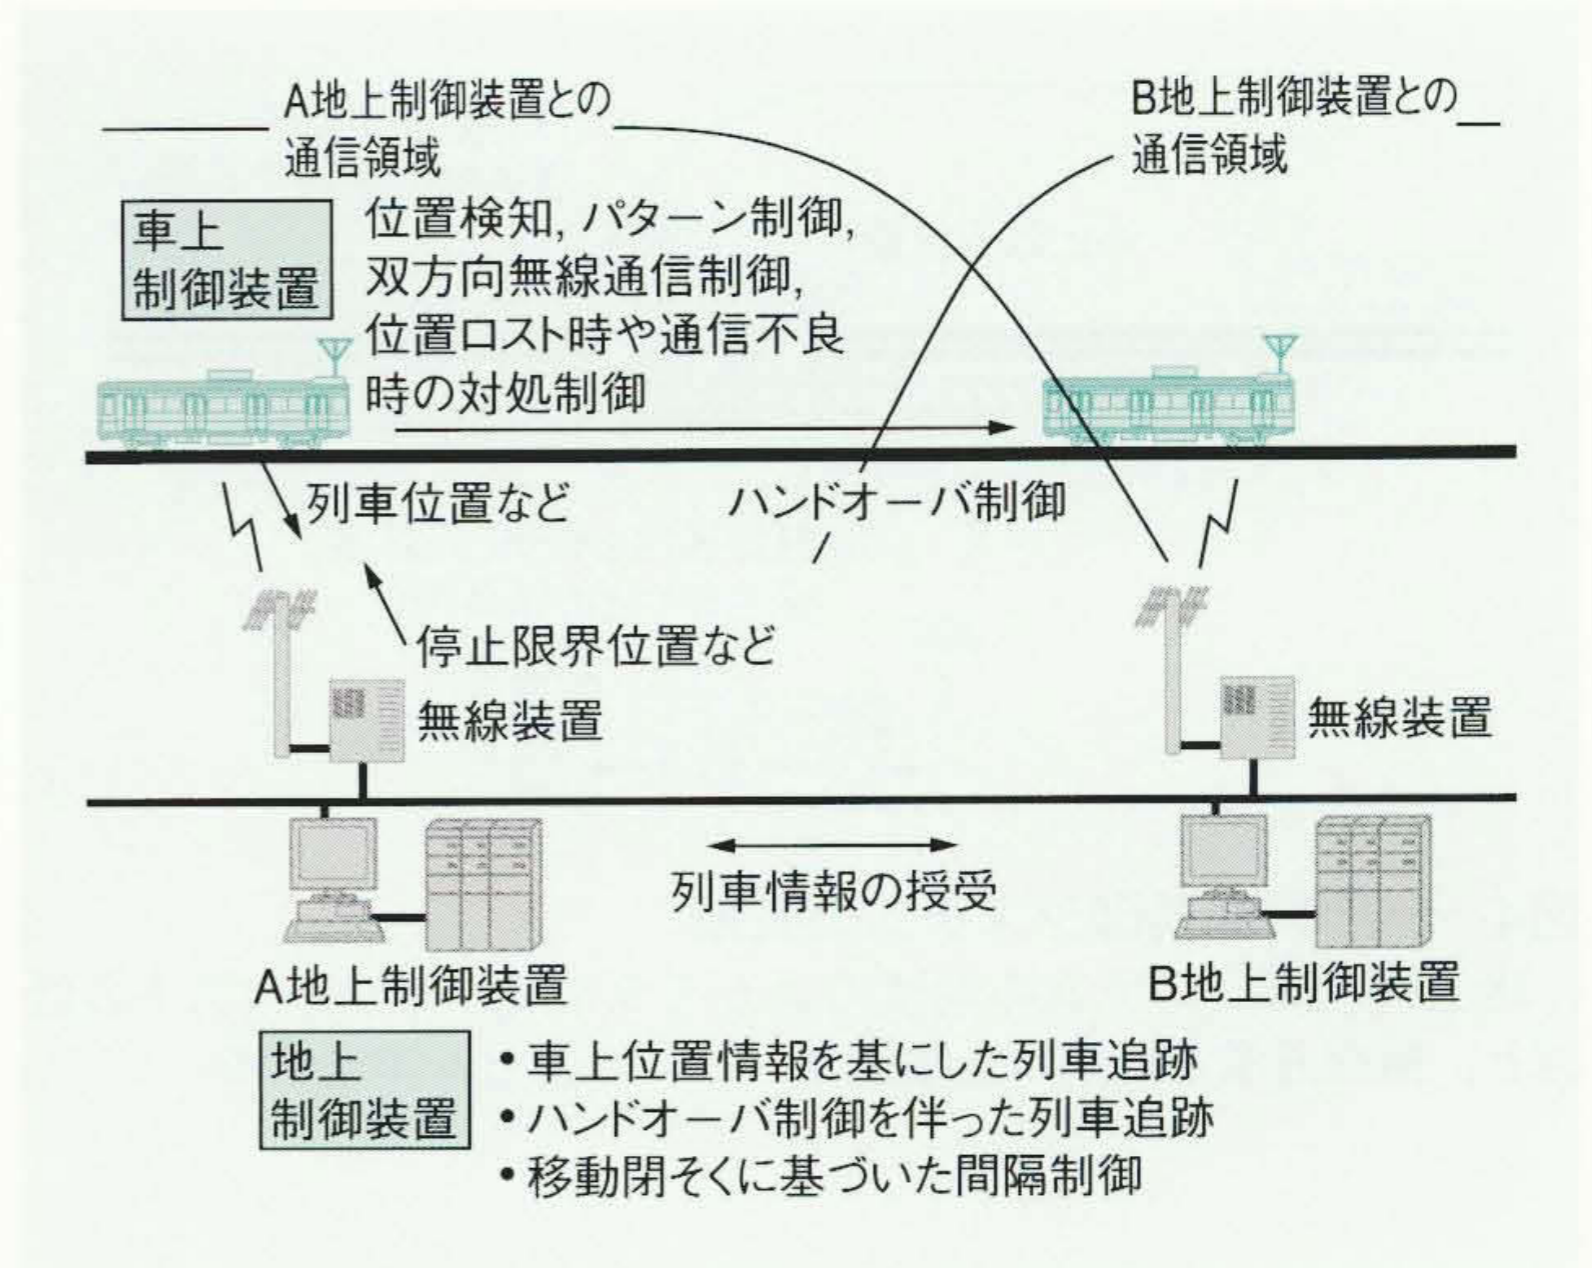 A地上制御装置との
通信領域
B地上制御装置との
通信領域
車上
制御装置
位置検知, パターン制御,
双方向無線通信制御,
位置ロスト時や通信不良
時の対処制御
列車位置など
ハンドオーバ制御
停止限界位置など
無線装置
無線装置
列車情報の授受
A地上制御装置
B地上制御装置
地上
制御装置
• 車上位置情報を基にした列車追跡
• ハンドオーバ制御を伴った列車追跡
• 移動閉そくに基づいた間隔制御